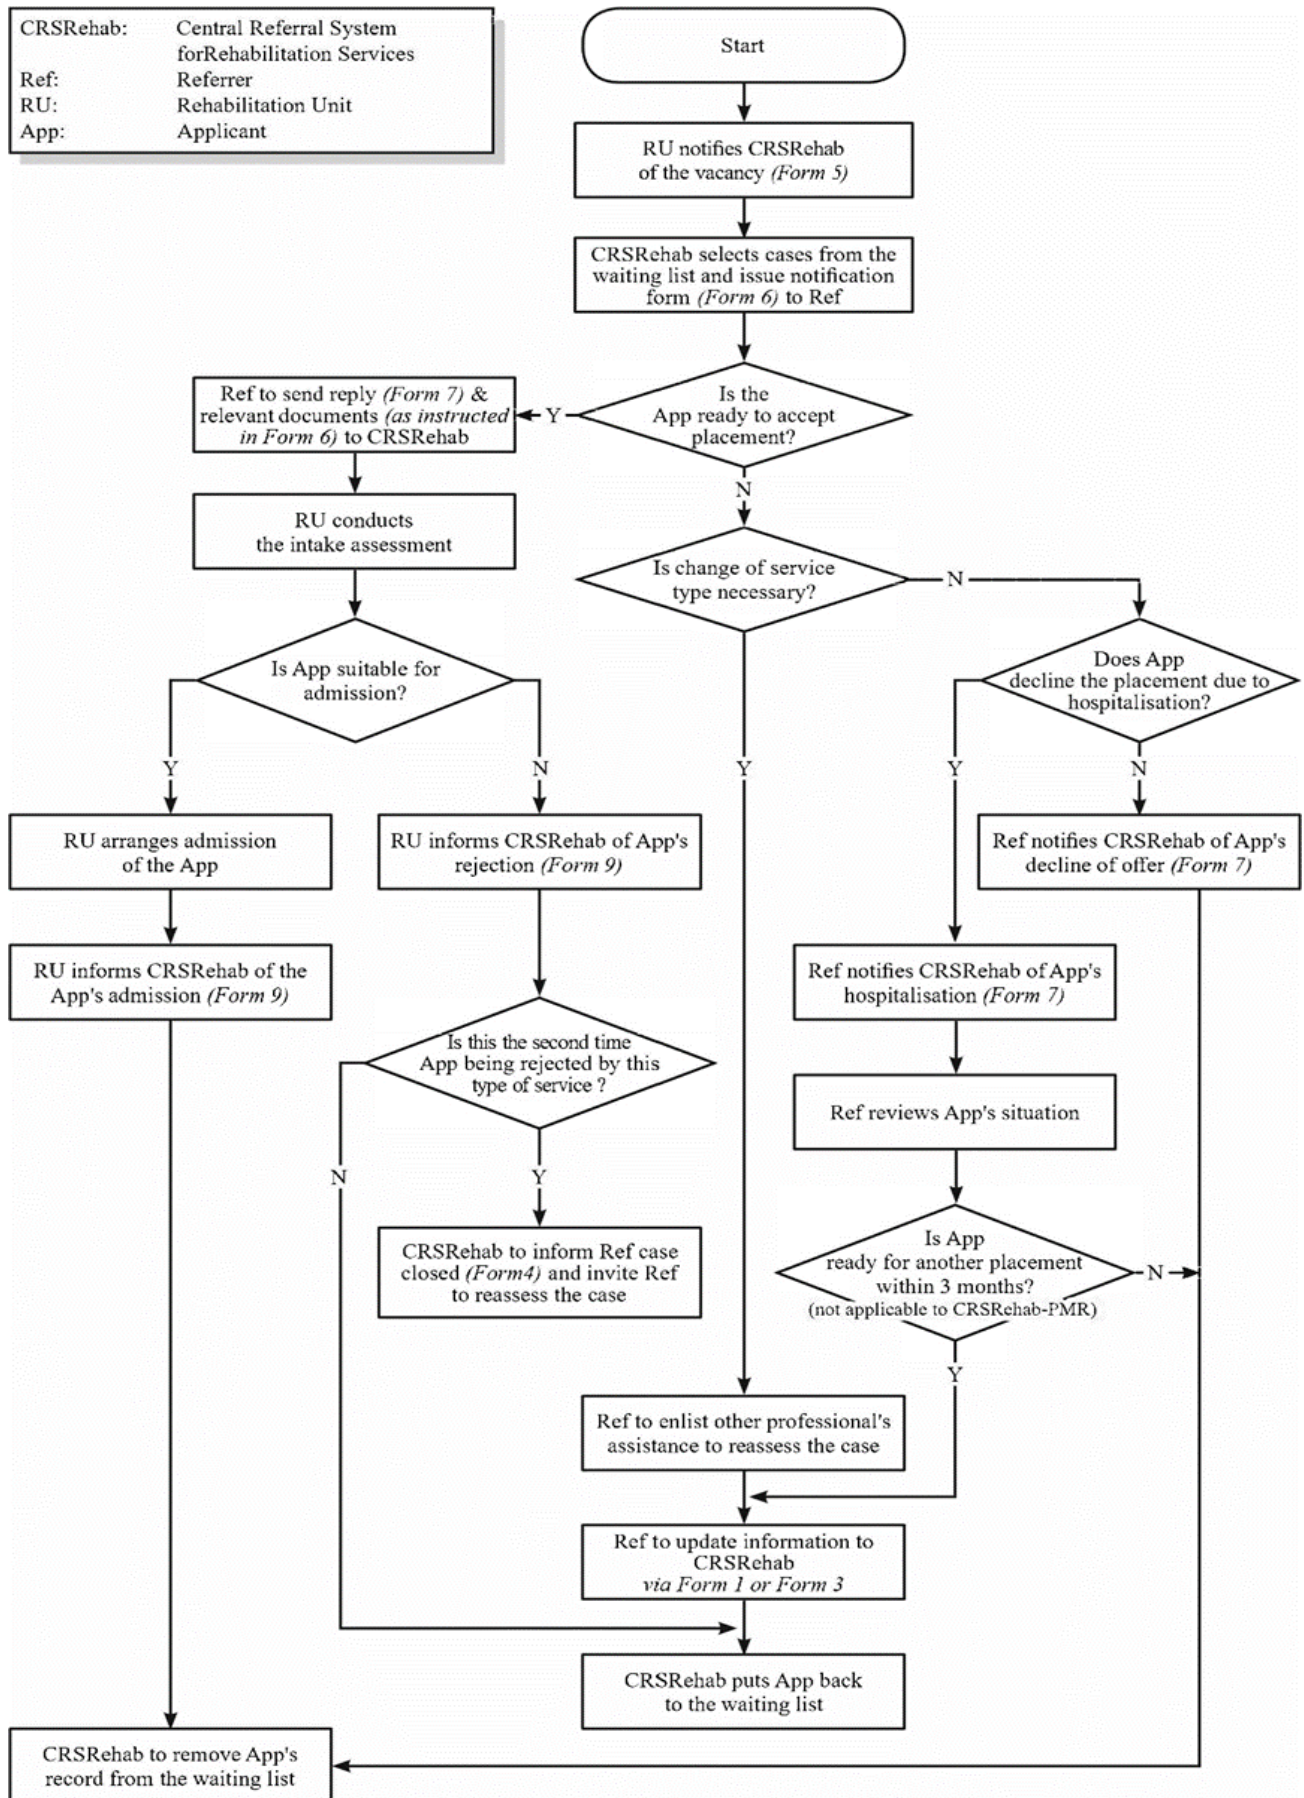 CRSRehab: Central Referral System
forRehabilitation Services
Ref: Referrer
RU: Rehabilitation Unit
App: Applicant
Start
RU notifies CRSRehab
of the vacancy (Form 5)
CRSRehab selects cases from the
waiting list and issue notification
form (Form 6) to Ref
Is the
App ready to accept
placement?
Y
N
Ref to send reply (Form 7) &
relevant documents (as instructed
in Form 6) to CRSRehab
RU conducts
the intake assessment
Is change of service
type necessary?
N
Y
Is App suitable for
admission?
Y
N
Does App
decline the placement due to
hospitalisation?
Y
N
RU arranges admission
of the App
RU informs CRSRehab of App's
rejection (Form 9)
Ref notifies CRSRehab of App's
decline of offer (Form 7)
RU informs CRSRehab of the
App's admission (Form 9)
Ref notifies CRSRehab of App's
hospitalisation (Form 7)
Is this the second time
App being rejected by this
type of service ?
N
Y
Ref reviews App's situation
CRSRehab to inform Ref case
closed (Form4) and invite Ref
to reassess the case
Is App
ready for another placement
within 3 months?
(not applicable to CRSRehab-PMR)
N
Y
Ref to enlist other professional's
assistance to reassess the case
Ref to update information to
CRSRehab
via Form 1 or Form 3
CRSRehab puts App back
to the waiting list
CRSRehab to remove App's
record from the waiting list